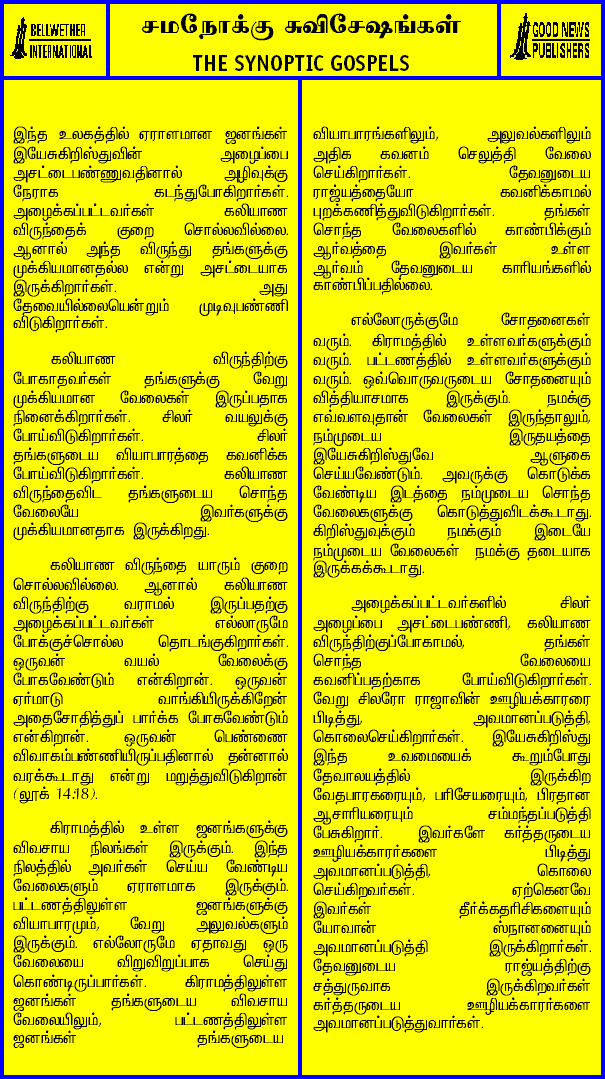 BELLWETHER
INTERNATIONAL
சமநோக்கு சுவிசேஷங்கள்
THE SYNOPTIC GOSPELS
GOOD NEWS
PUBLISHERS
இந்த உலகத்தில் ஏராளமான ஜனங்கள்
இயேசுகிறிஸ்துவின் அழைப்பை
அசட்டைபண்ணுவதினால் அழிவுக்கு
நேராக கடந்துபோகிறார்கள்.
அழைக்கப்பட்டவர்கள் கலியாண
விருந்தைக் குறை சொல்லவில்லை.
ஆனால் அந்த விருந்து தங்களுக்கு
முக்கியமானதல்ல என்று அசட்டையாக
இருக்கிறார்கள். அது
தேவையில்லையென்றும் முடிவுபண்ணி
விடுகிறார்கள்.
கலியாண விருந்திற்கு
போகாதவர்கள் தங்களுக்கு வேறு
முக்கியமான வேலைகள் இருப்பதாக
நினைக்கிறார்கள். சிலர் வயலுக்கு
போய்விடுகிறார்கள். சிலர்
தங்களுடைய வியாபாரத்தை கவனிக்க
போய்விடுகிறார்கள். கலியாண
விருந்தைவிட தங்களுடைய சொந்த
வேலையே இவர்களுக்கு
முக்கியமானதாக இருக்கிறது.
கலியாண விருந்தை யாரும் குறை
சொல்லவில்லை. ஆனால் கலியாண
விருந்திற்கு வராமல் இருப்பதற்கு
அழைக்கப்பட்டவர்கள் எல்லாருமே
போக்குச்சொல்ல தொடங்குகிறார்கள்.
ஒருவன் வயல் வேலைக்கு
போகவேண்டும் என்கிறான். ஒருவன்
ஏர்மாடு வாங்கியிருக்கிறேன்
அதைசோதித்துப் பார்க்க போகவேண்டும்
என்கிறான். ஒருவன் பெண்ணை
விவாகம்பண்ணியிருப்பதினால் தன்னால்
வரக்கூடாது என்று மறுத்துவிடுகிறான்
(லூக் 14:18).
கிராமத்தில் உள்ள ஜனங்களுக்கு
விவசாய நிலங்கள் இருக்கும். இந்த
நிலத்தில் அவர்கள் செய்ய வேண்டிய
வேலைகளும் ஏராளமாக இருக்கும்.
பட்டணத்திலுள்ள ஜனங்களுக்கு
வியாபாரமும், வேறு அலுவல்களும்
இருக்கும். எல்லோருமே ஏதாவது ஒரு
வேலையை விறுவிறுப்பாக செய்து
கொண்டிருப்பார்கள். கிராமத்திலுள்ள
ஜனங்கள் தங்களுடைய விவசாய
வேலையிலும், பட்டணத்திலுள்ள
ஜனங்கள் தங்களுடைய
வியாபாரங்களிலும், அலுவல்களிலும்
அதிக கவனம் செலுத்தி வேலை
செய்கிறார்கள். தேவனுடைய
ராஜ்யத்தையோ கவனிக்காமல்
புறக்கணித்துவிடுகிறார்கள். தங்கள்
சொந்த வேலைகளில் காண்பிக்கும்
ஆர்வத்தை இவர்கள் உள்ள
ஆர்வம் தேவனுடைய காரியங்களில்
காண்பிப்பதில்லை.
எல்லோருக்குமே சோதனைகள்
வரும். கிராமத்தில் உள்ளவர்களுக்கும்
வரும். பட்டணத்தில் உள்ளவர்களுக்கும்
வரும். ஒவ்வொருவருடைய சோதனையும்
வித்தியாசமாக இருக்கும். நமக்கு
எவ்வளவுதான் வேலைகள் இருந்தாலும்,
நம்முடைய இருதயத்தை
இயேசுகிறிஸ்துவே ஆளுகை
செய்யவேண்டும். அவருக்கு கொடுக்க
வேண்டிய இடத்தை நம்முடைய சொந்த
வேலைகளுக்கு கொடுத்துவிடக்கூடாது.
கிறிஸ்துவுக்கும் நமக்கும் இடையே
நம்முடைய வேலைகள் நமக்கு தடையாக
இருக்கக்கூடாது.
அழைக்கப்பட்டவர்களில் சிலர்
அழைப்பை அசட்டைபண்ணி, கலியாண
விருந்திற்குப்போகாமல், தங்கள்
சொந்த வேலையை
கவனிப்பதற்காக போய்விடுகிறார்கள்.
வேறு சிலரோ ராஜாவின் ஊழியக்காரரை
பிடித்து, அவமானப்படுத்தி,
கொலைசெய்கிறார்கள். இயேசுகிறிஸ்து
இந்த உவமையைக் கூறும்போது
தேவாலயத்தில் இருக்கிற
வேதபாரகரையும், பரிசேயரையும், பிரதான
ஆசாரியரையும் சம்மந்தப்படுத்தி
பேசுகிறார். இவர்களே கர்த்தருடைய
ஊழியக்காரர்களை பிடித்து
அவமானப்படுத்தி, கொலை
செய்கிறவர்கள். ஏற்கெனவே
இவர்கள் தீர்க்கதரிசிகளையும்
யோவான் ஸ்நானனையும்
அவமானப்படுத்தி இருக்கிறார்கள்.
தேவனுடைய ராஜ்யத்திற்கு
சத்துருவாக இருக்கிறவர்கள்
கர்த்தருடைய ஊழியக்காரர்களை
அவமானப்படுத்துவார்கள்.